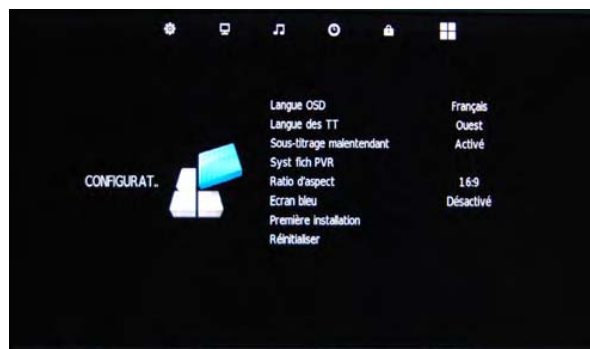 Langue OSD Français
Langue des TT Ouest
Sous-titrage malentendant Activé
Syst fich PVR
CONFIGURAT..
Ratio d'aspect 16:9
Ecran bleu Désactivé
Première installation
Réinitialiser